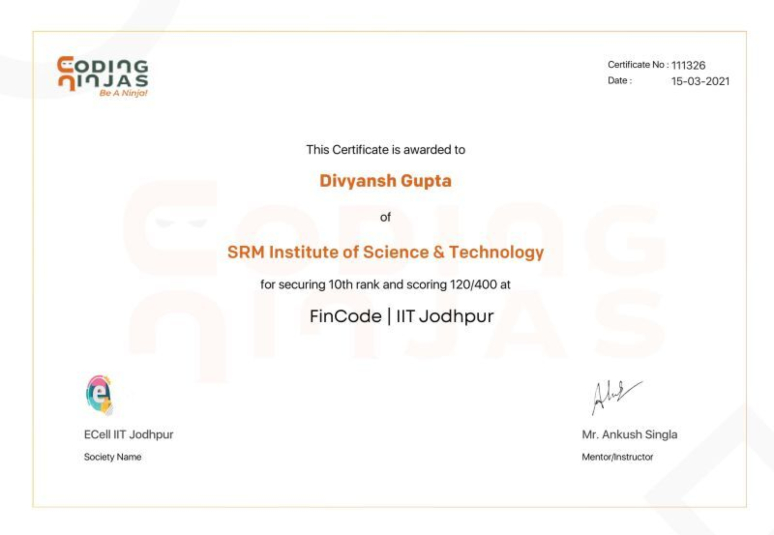 CODING
NINJAS
Be A Ninja!
Certificate No : 111326
Date : 15-03-2021
This Certificate is awarded to
Divyansh Gupta
of
SRM Institute of Science & Technology
for securing 10th rank and scoring 120/400 at
FinCode | IIT Jodhpur
CODING
NINJAS
e
ECell IIT Jodhpur
Society Name
Mr. Ankush Singla
Mentor/Instructor